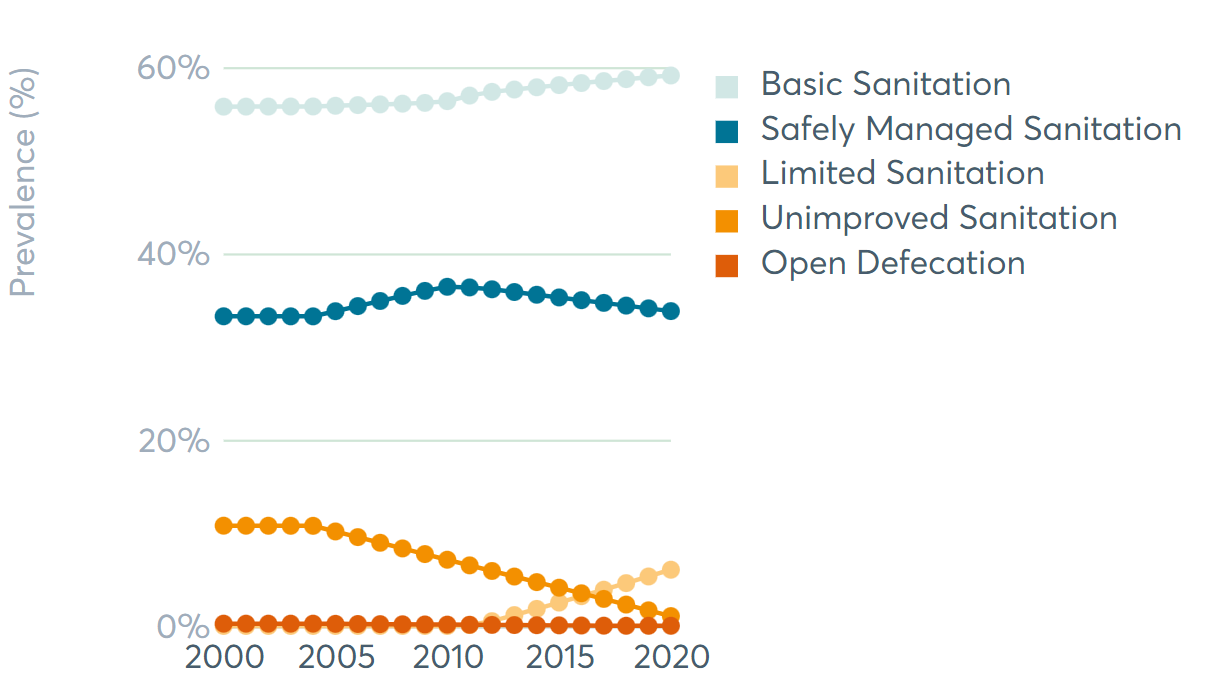 Prevalence (%)
60%
40%
20%
0%
2000 2005 2010 2015 2020
Basic Sanitation
Safely Managed Sanitation
Limited Sanitation
Unimproved Sanitation
Open Defecation